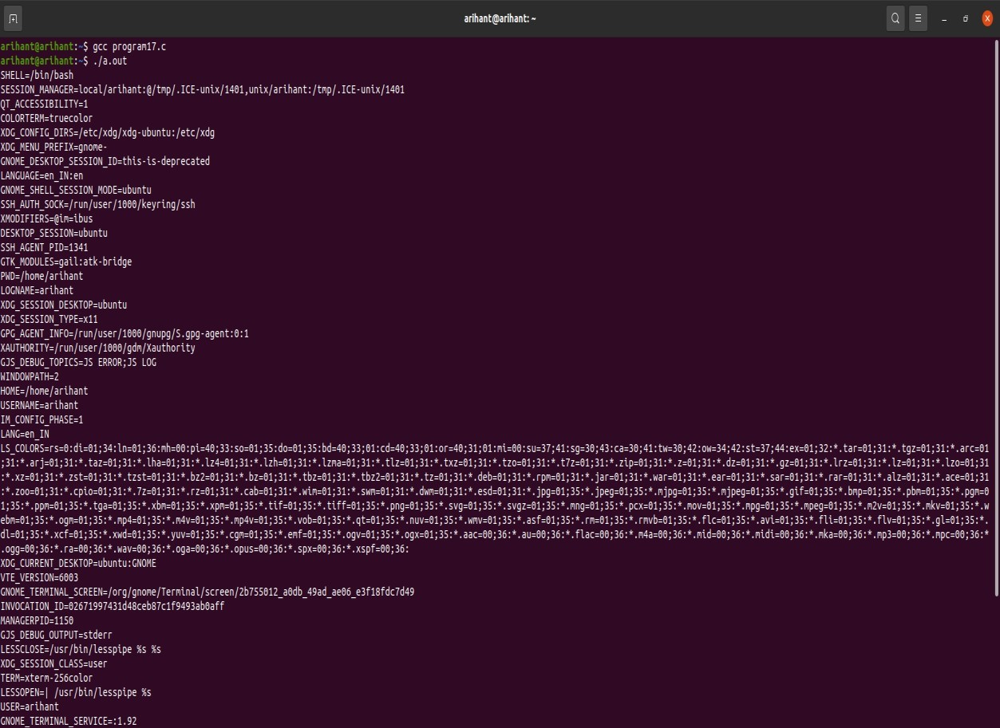 arihant@arihant: ~
arihant@arihant:~$ gcc program17.c
arihant@arihant:~$ ./a.out
SHELL=/bin/bash
SESSION_MANAGER=local/arihant:@/tmp/.ICE-unix/1401,unix/arihant:/tmp/.ICE-unix/1401
QT_ACCESSIBILITY=1
COLORTERM=truecolor
XDG_CONFIG_DIRS=/etc/xdg/xdg-ubuntu:/etc/xdg
XDG_MENU_PREFIX=gnome-
GNOME_DESKTOP_SESSION_ID=this-is-deprecated
LANGUAGE=en_IN:en
GNOME_SHELL_SESSION_MODE=ubuntu
SSH_AUTH_SOCK=/run/user/1000/keyring/ssh
XMODIFIERS=@im=ibus
DESKTOP_SESSION=ubuntu
SSH_AGENT_PID=1341
GTK_MODULES=gail:atk-bridge
PWD=/home/arihant
LOGNAME=arihant
XDG_SESSION_DESKTOP=ubuntu
XDG_SESSION_TYPE=x11
GPG_AGENT_INFO=/run/user/1000/gnupg/S.gpg-agent:0:1
XAUTHORITY=/run/user/1000/gdm/Xauthority
GJS_DEBUG_TOPICS=JS ERROR;JS LOG
WINDOWPATH=2
HOME=/home/arihant
USERNAME=arihant
IM_CONFIG_PHASE=1
LANG=en_IN
LS_COLORS=rs=0:di=01;34:ln=01;36:mh=00:pi=40;33:so=01;35:do=01;35:bd=40;33;01:cd=40;33;01:or=40;31;01:mi=00:su=37;41:sg=30;43:ca=30;41:tw=30;42:ow=34;42:st=37;44:ex=01;32:*.tar=01;31:*.tgz=01;31:*.arc=01
;31:*.arj=01;31:*.taz=01;31:*.lha=01;31:*.lz4=01;31:*.lzh=01;31:*.lzma=01;31:*.tlz=01;31:*.txz=01;31:*.tzo=01;31:*.t7z=01;31:*.zip=01;31:*.z=01;31:*.dz=01;31:*.gz=01;31:*.lrz=01;31:*.lz=01;31:*.lzo=01;31
:*.xz=01;31:*.zst=01;31:*.tzst=01;31:*.bz2=01;31:*.bz=01;31:*.tbz=01;31:*.tbz2=01;31:*.tz=01;31:*.deb=01;31:*.rpm=01;31:*.jar=01;31:*.war=01;31:*.ear=01;31:*.sar=01;31:*.rar=01;31:*.alz=01;31:*.ace=01;31
:*.zoo=01;31:*.cpio=01;31:*.7z=01;31:*.rz=01;31:*.cab=01;31:*.wim=01;31:*.swm=01;31:*.dwm=01;31:*.esd=01;31:*.jpg=01;35:*.jpeg=01;35:*.mjpg=01;35:*.mjpeg=01;35:*.gif=01;35:*.bmp=01;35:*.pbm=01;35:*.pgm=0
1;35:*.ppm=01;35:*.tga=01;35:*.xbm=01;35:*.xpm=01;35:*.tif=01;35:*.tiff=01;35:*.png=01;35:*.svg=01;35:*.svgz=01;35:*.mng=01;35:*.pcx=01;35:*.mov=01;35:*.mpg=01;35:*.mpeg=01;35:*.m2v=01;35:*.mkv=01;35:*.w
ebm=01;35:*.ogm=01;35:*.mp4=01;35:*.m4v=01;35:*.mp4v=01;35:*.vob=01;35:*.qt=01;35:*.nuv=01;35:*.wmv=01;35:*.asf=01;35:*.rm=01;35:*.rmvb=01;35:*.flc=01;35:*.avi=01;35:*.fli=01;35:*.flv=01;35:*.gl=01;35:*.
dl=01;35:*.xcf=01;35:*.xwd=01;35:*.yuv=01;35:*.cgm=01;35:*.emf=01;35:*.ogv=01;35:*.ogx=01;35:*.aac=00;36:*.au=00;36:*.flac=00;36:*.m4a=00;36:*.mid=00;36:*.midi=00;36:*.mka=00;36:*.mp3=00;36:*.mpc=00;36:*
.ogg=00;36:*.ra=00;36:*.wav=00;36:*.oga=00;36:*.opus=00;36:*.spx=00;36:*.xspf=00;36:
XDG_CURRENT_DESKTOP=ubuntu:GNOME
VTE_VERSION=6003
GNOME_TERMINAL_SCREEN=/org/gnome/Terminal/screen/2b755012_a0db_49ad_ae06_e3f18fdc7d49
INVOCATION_ID=02671997431d48ceb87c1f9493ab0aff
MANAGERPID=1150
GJS_DEBUG_OUTPUT=stderr
LESSCLOSE=/usr/bin/lesspipe %s %s
XDG_SESSION_CLASS=user
TERM=xterm-256color
LESSOPEN=| /usr/bin/lesspipe %s
USER=arihant
GNOME_TERMINAL_SERVICE=:1.92